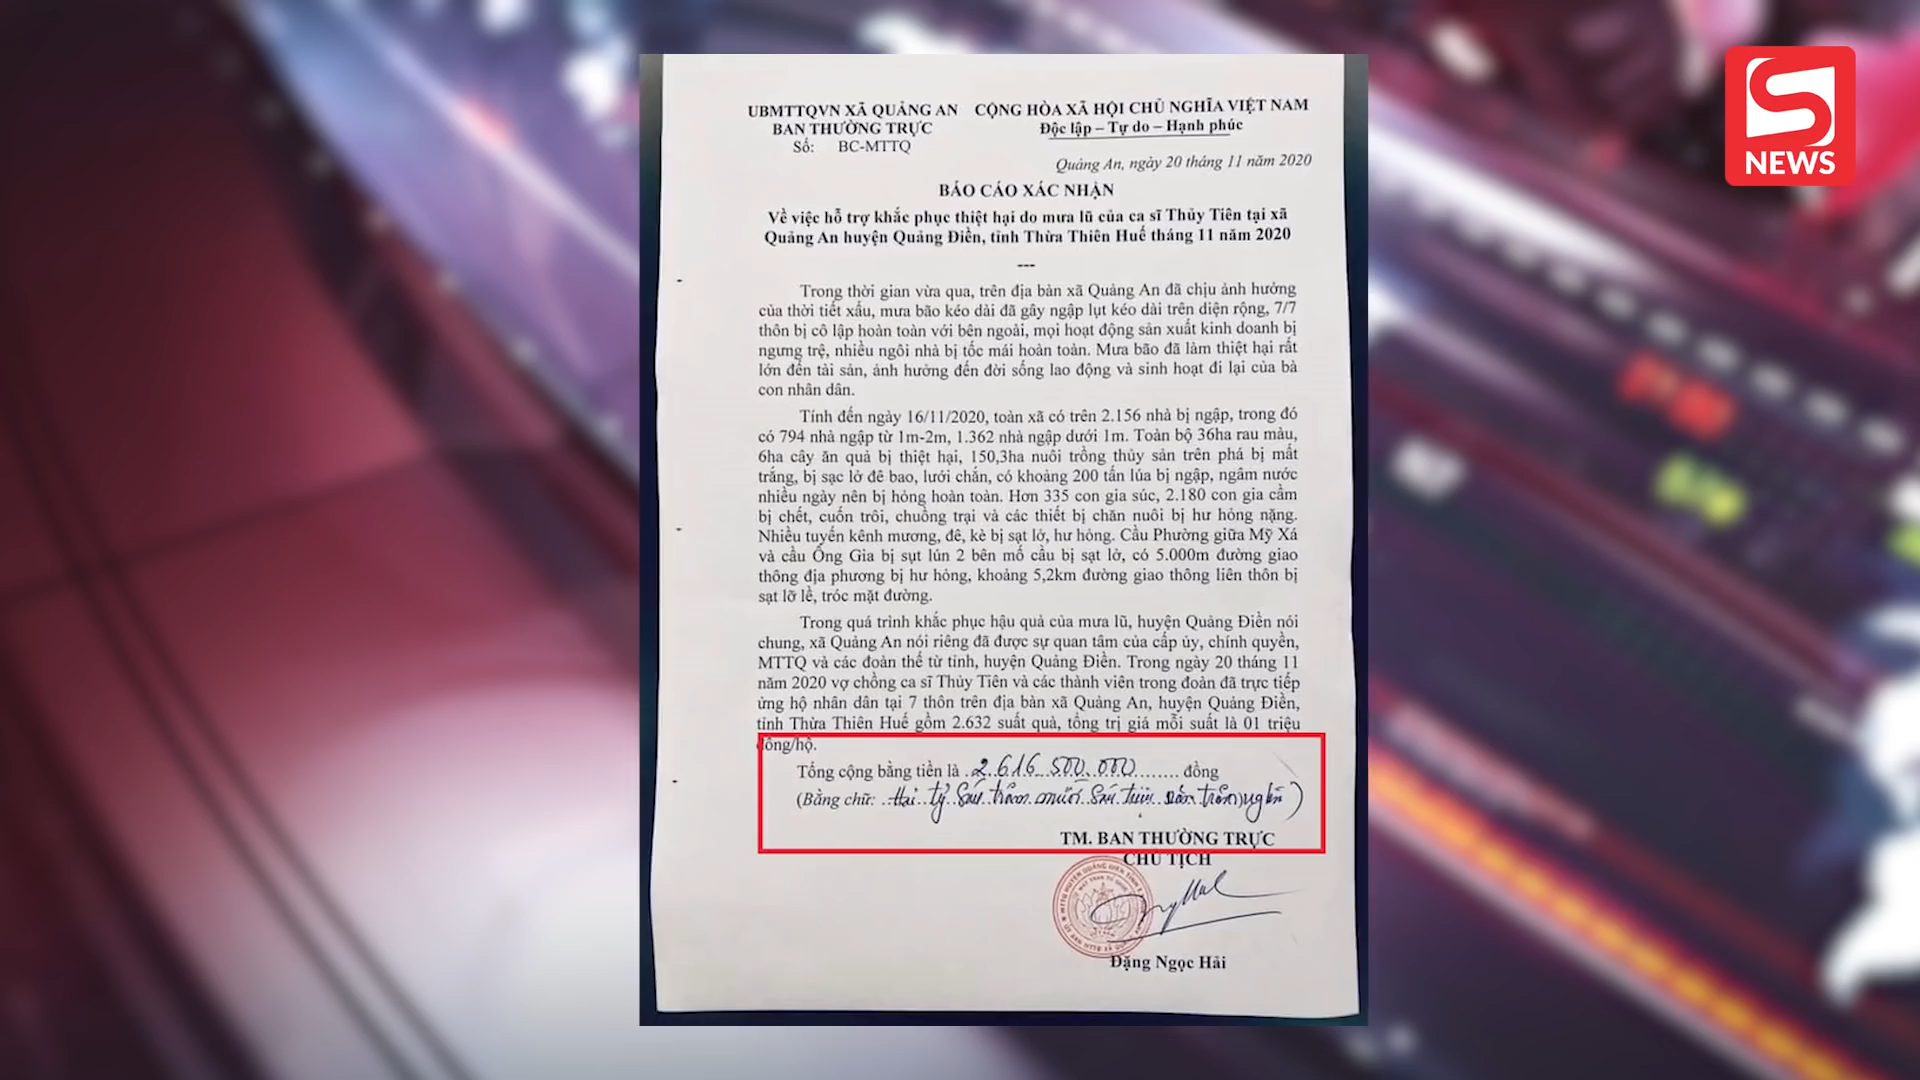 S
NEWS
UBMTTQVN XÃ QUẢNG AN
BAN THƯỜNG TRỰC
Số: BC-MTTQ
CỘNG HÒA XÃ HỘI CHỦ NGHĨA VIỆT NAM
Độc lập – Tự do – Hạnh phúc
Quảng An, ngày 20 tháng 11 năm 2020
BÁO CÁO XÁC NHẬN
Về việc hỗ trợ khắc phục thiệt hại do mưa lũ của ca sĩ Thủy Tiên tại xã
Quảng An huyện Quảng Điền, tỉnh Thừa Thiên Huế tháng 11 năm 2020
---
Trong thời gian vừa qua, trên địa bàn xã Quảng An đã chịu ảnh hưởng
của thời tiết xấu, mưa bão kéo dài đã gây ngập lụt kéo dài trên diện rộng, 7/7
thôn bị cô lập hoàn toàn với bên ngoài, mọi hoạt động sản xuất kinh doanh bị
ngưng trệ, nhiều ngôi nhà bị tốc mái hoàn toàn. Mưa bão đã làm thiệt hại rất
lớn đến tài sản, ảnh hưởng đến đời sống lao động và sinh hoạt đi lại của bà
con nhân dân.
Tính đến ngày 16/11/2020, toàn xã có trên 2.156 nhà bị ngập, trong đó
có 794 nhà ngập từ 1m-2m, 1.362 nhà ngập dưới 1m. Toàn bộ 36ha rau màu,
6ha cây ăn quả bị thiệt hại, 150,3ha nuôi trồng thủy sản trên phá bị mất
trắng, bị sạc lở đê bao, lưới chắn, có khoảng 200 tấn lúa bị ngập, ngâm nước
nhiều ngày nên bị hỏng hoàn toàn. Hơn 335 con gia súc, 2.180 con gia cầm
bị chết, cuốn trôi, chuồng trại và các thiết bị chăn nuôi bị hư hỏng nặng.
Nhiều tuyến kênh mương, đê, kè bị sạt lở, hư hỏng. Cầu Phường giữa Mỹ Xá
và cầu Ông Gia bị sụt lún 2 bên mố cầu bị sạt lở, có 5.000m đường giao
thông địa phương bị hư hỏng, khoảng 5,2km đường giao thông liên thôn bị
sạt lỡ lề, tróc mặt đường.
Trong quá trình khắc phục hậu quả của mưa lũ, huyện Quảng Điền nói
chung, xã Quảng An nói riêng đã được sự quan tâm của cấp ủy, chính quyền,
MTTQ và các đoàn thể từ tỉnh, huyện Quảng Điền. Trong ngày 20 tháng 11
năm 2020 vợ chồng ca sĩ Thủy Tiên và các thành viên trong đoàn đã trực tiếp
ủng hộ nhân dân tại 7 thôn trên địa bàn xã Quảng An, huyện Quảng Điền,
tỉnh Thừa Thiên Huế gồm 2.632 suất quà, tổng trị giá mỗi suất là 01 triệu
đồng/hộ.
Tổng cộng bằng tiền là 2.616.500.000 đồng
(Bằng chữ: Hai tỷ sáu trăm mười sáu triệu năm trăm nghìn)
TM. BAN THƯỜNG TRỰC
CHỦ TỊCH
Đặng Ngọc Hải